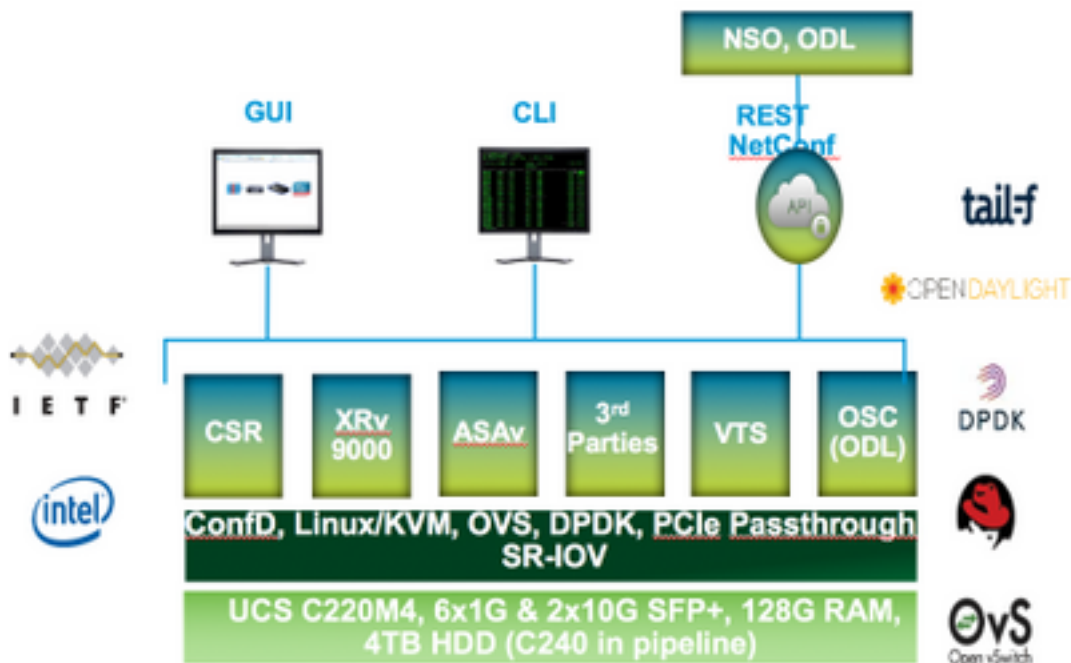 NSO, ODL
GUI
CLI
REST
NetConf
API
tail-f
OPENDAYLIGHT
I E T F
CSR
XRv
9000
ASAv
3rd
Parties
VTS
OSC
(ODL)
DPDK
intel
ConfD, Linux/KVM, OVS, DPDK, PCIe Passthrough
SR-IOV
UCS C220M4, 6x1G & 2x10G SFP+, 128G RAM,
4TB HDD (C240 in pipeline)
OvS
Open vSwitch